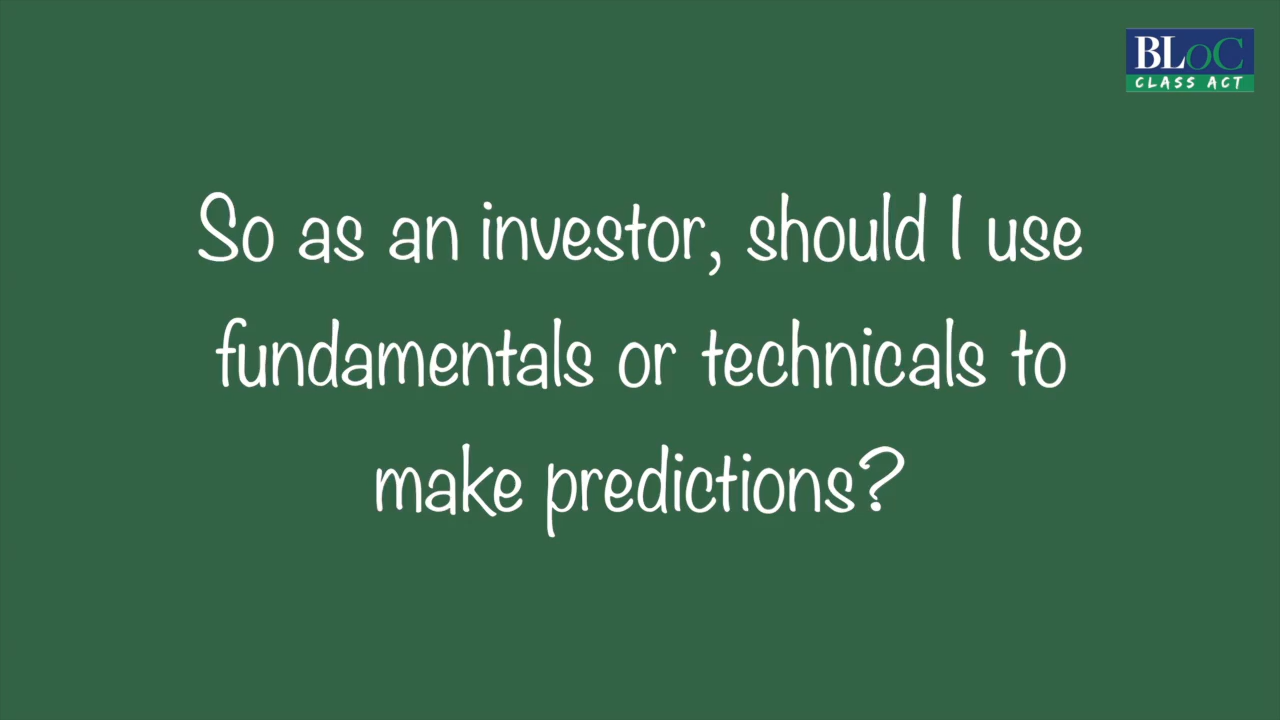 BLoC
CLASS ACT
So as an investor, should I use
fundamentals or technicals to
make predictions?